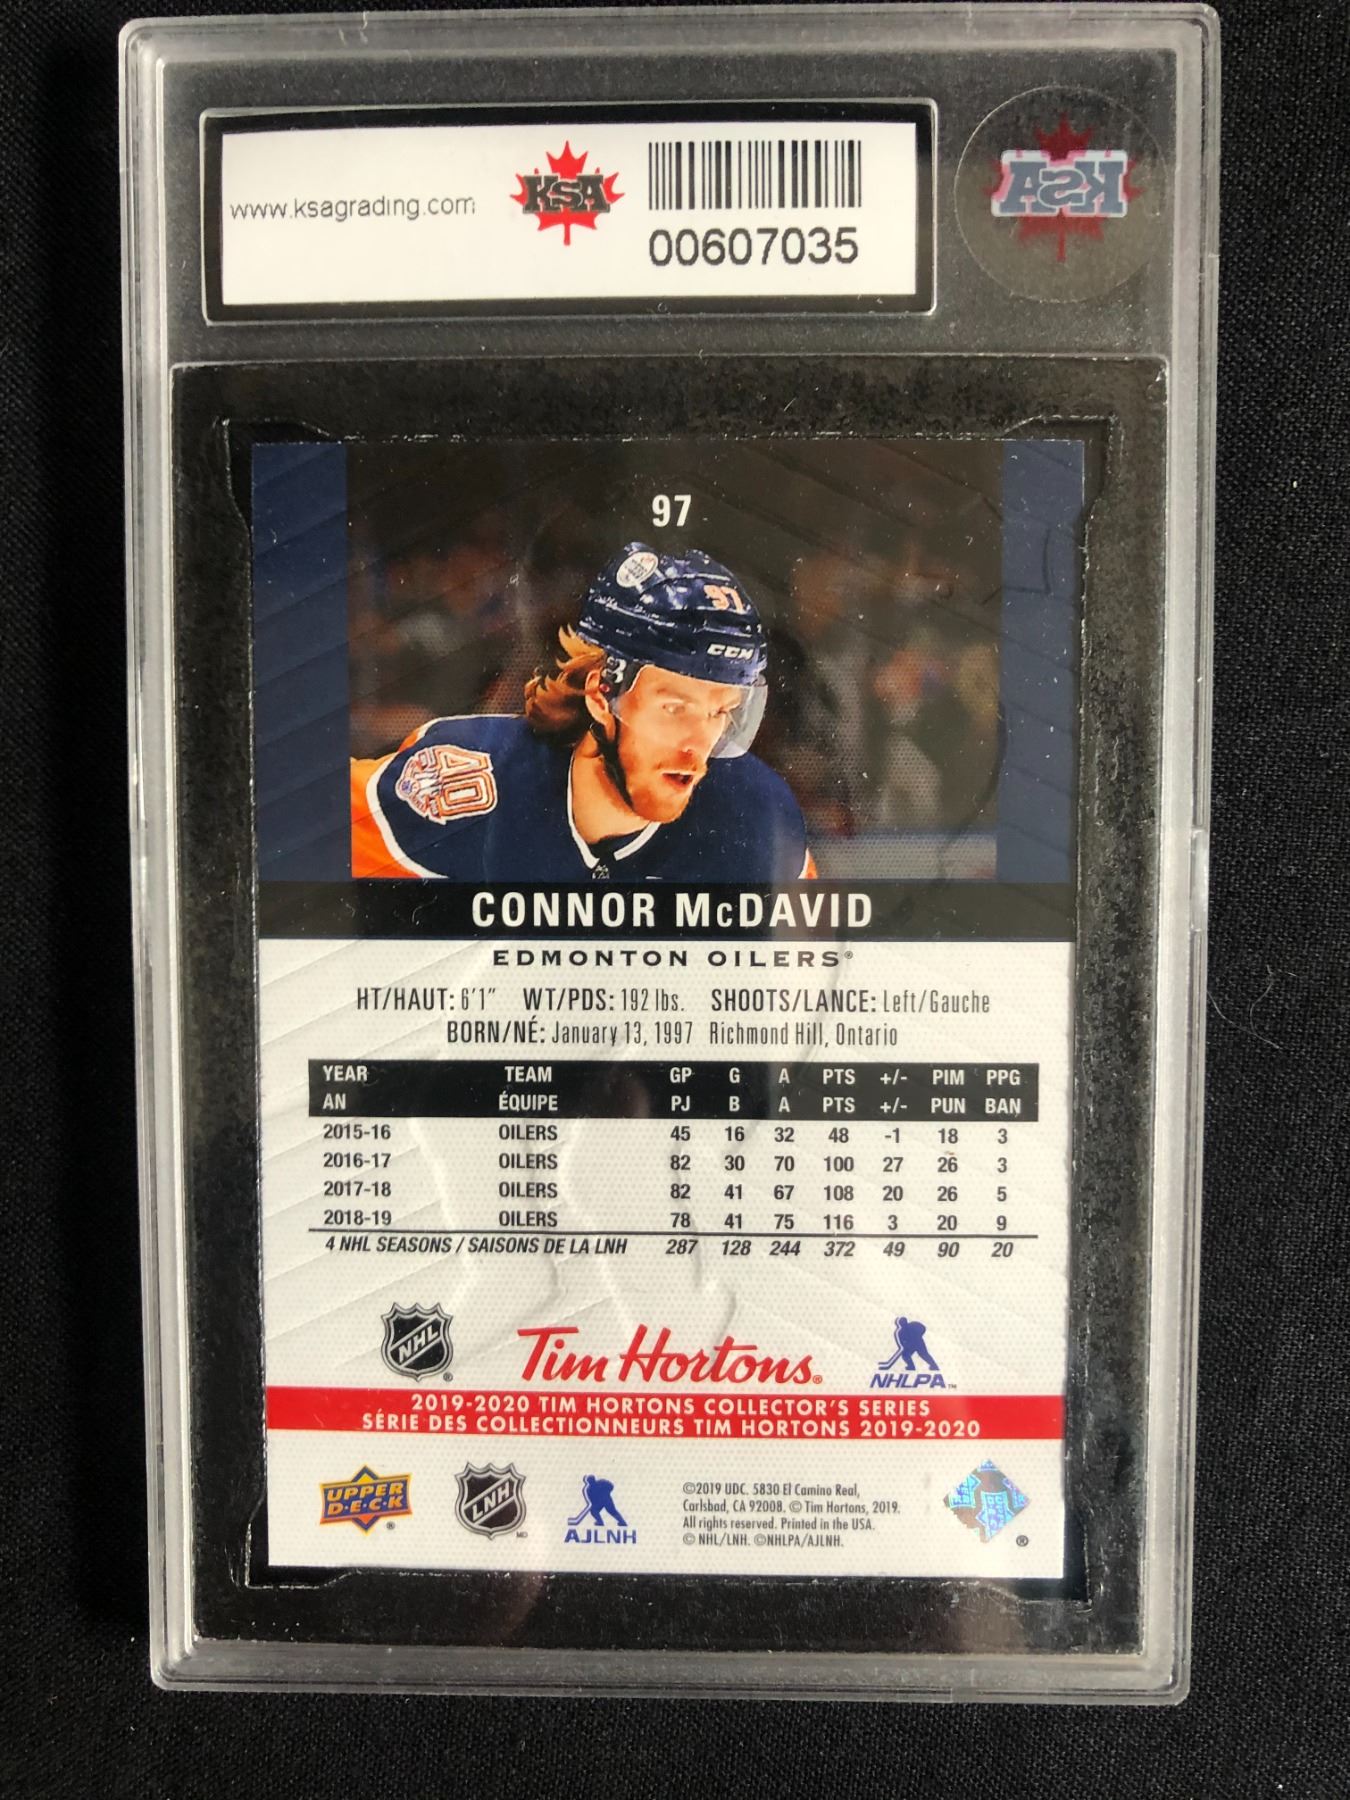 www.ksagrading.com
KSA
00607035
KSA
97
97
CCM
40
CONNOR McDAVID
EDMONTON OILERS®
HT/HAUT: 6'1" WT/PDS: 192 lbs. SHOOTS/LANCE: Left/Gauche
BORN/NÉ: January 13, 1997 Richmond Hill, Ontario
YEAR TEAM GP G A PTS +/- PIM PPG
AN ÉQUIPE PJ B A PTS +/- PUN BAN
2015-16 OILERS 45 16 32 48 -1 18 3
2016-17 OILERS 82 30 70 100 27 26 3
2017-18 OILERS 82 41 67 108 20 26 5
2018-19 OILERS 78 41 75 116 3 20 9
4 NHL SEASONS / SAISONS DE LA LNH 287 128 244 372 49 90 20
NHL® Tim Hortons® NHLPA™
2019-2020 TIM HORTONS COLLECTOR'S SERIES
SÉRIE DES COLLECTIONNEURS TIM HORTONS 2019-2020
UPPER DECK® LNH MD AJLNH
©2019 UDC. 5830 El Camino Real,
Carlsbad, CA 92008. © Tim Hortons, 2019.
All rights reserved. Printed in the USA.
© NHL/LNH. ©NHLPA/AJLNH.
®